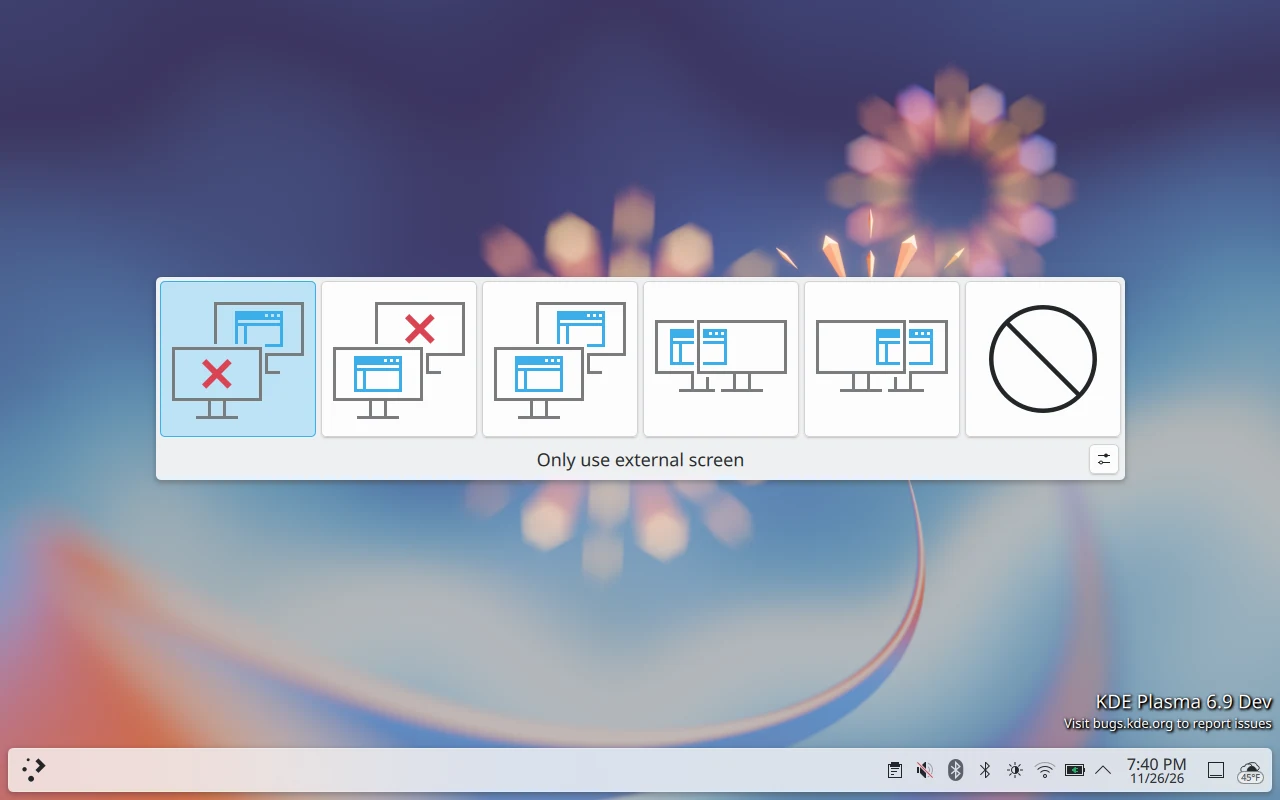 Only use external screen
KDE Plasma 6.9 Dev
Visit bugs.kde.org to report issues
7:40 PM
11/26/26
45°F